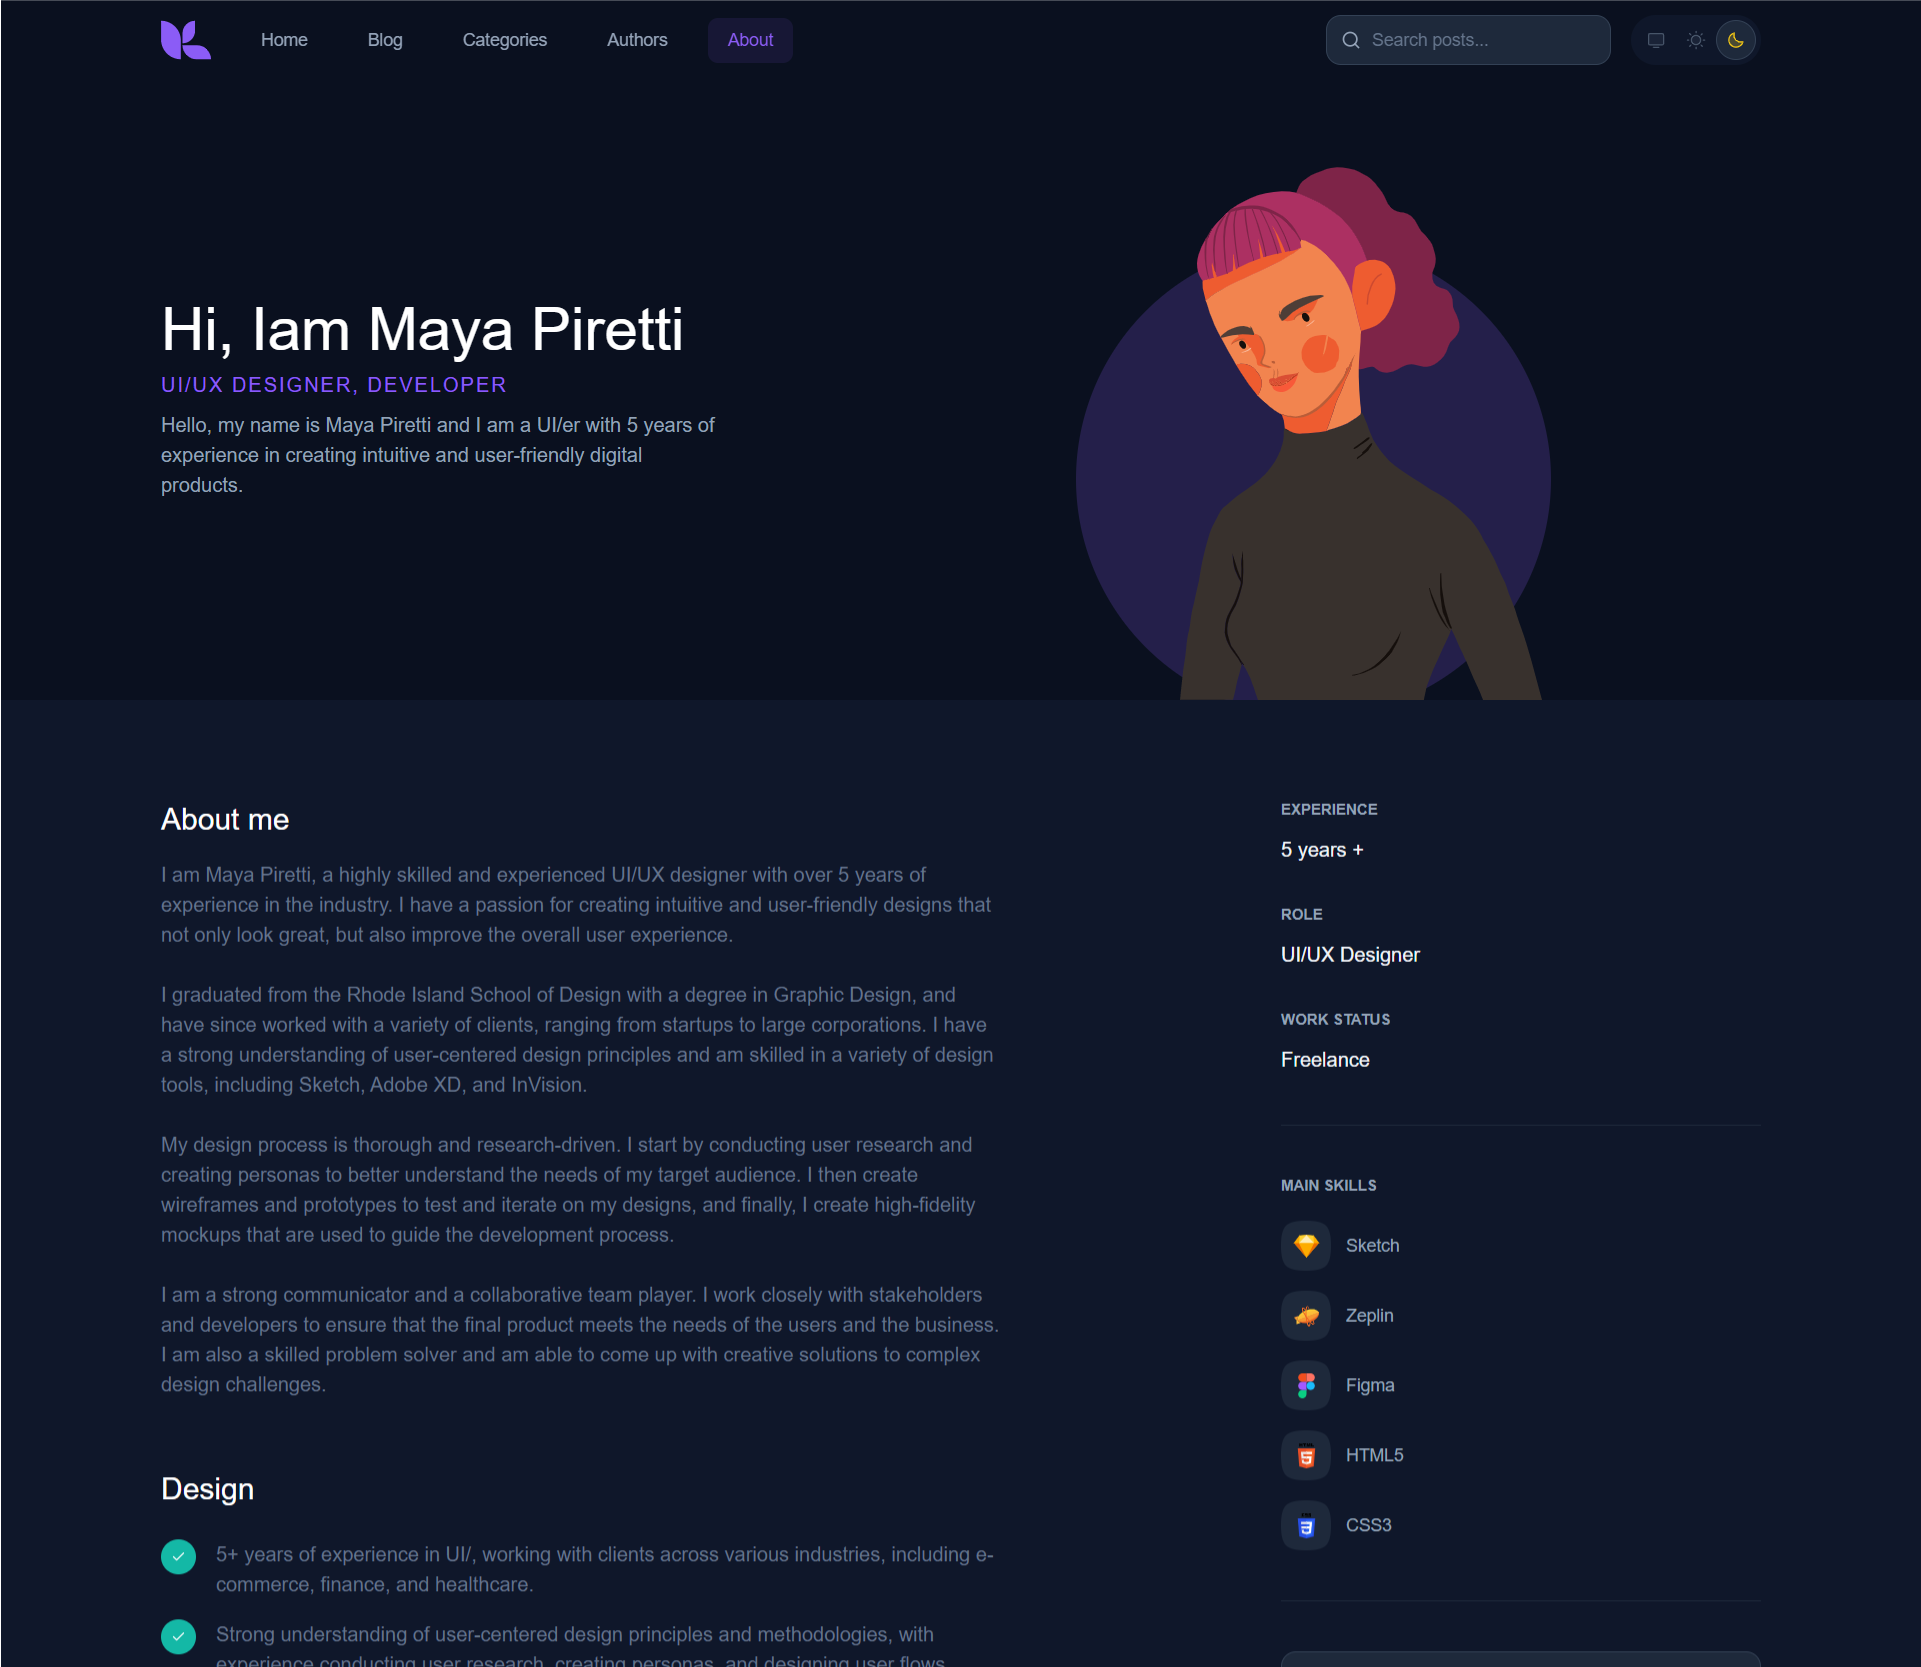 Home
Blog
Categories
Authors
About
Search posts...
Hi, Iam Maya Piretti
UI/UX DESIGNER, DEVELOPER
Hello, my name is Maya Piretti and I am a UI/er with 5 years of
experience in creating intuitive and user-friendly digital
products.
About me
I am Maya Piretti, a highly skilled and experienced UI/UX designer with over 5 years of
experience in the industry. I have a passion for creating intuitive and user-friendly designs that
not only look great, but also improve the overall user experience.
I graduated from the Rhode Island School of Design with a degree in Graphic Design, and
have since worked with a variety of clients, ranging from startups to large corporations. I have
a strong understanding of user-centered design principles and am skilled in a variety of design
tools, including Sketch, Adobe XD, and InVision.
My design process is thorough and research-driven. I start by conducting user research and
creating personas to better understand the needs of my target audience. I then create
wireframes and prototypes to test and iterate on my designs, and finally, I create high-fidelity
mockups that are used to guide the development process.
I am a strong communicator and a collaborative team player. I work closely with stakeholders
and developers to ensure that the final product meets the needs of the users and the business.
I am also a skilled problem solver and am able to come up with creative solutions to complex
design challenges.
Design
5+ years of experience in UI/, working with clients across various industries, including e-
commerce, finance, and healthcare.
Strong understanding of user-centered design principles and methodologies, with
experience conducting user research, creating personas, and designing user flows
EXPERIENCE
5 years +
ROLE
UI/UX Designer
WORK STATUS
Freelance
MAIN SKILLS
Sketch
Zeplin
Figma
HTML5
CSS3